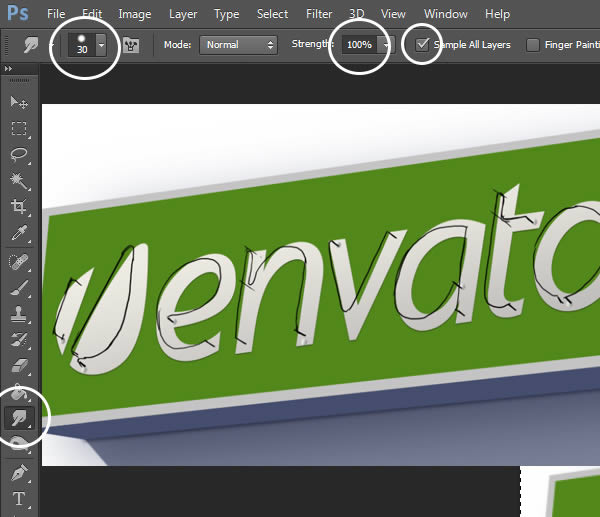 Ps File Edit Image Layer Type Select Filter 3D View Window Help
30 Mode: Normal Strength: 100% Sample All Layers Finger Painti
envato
T